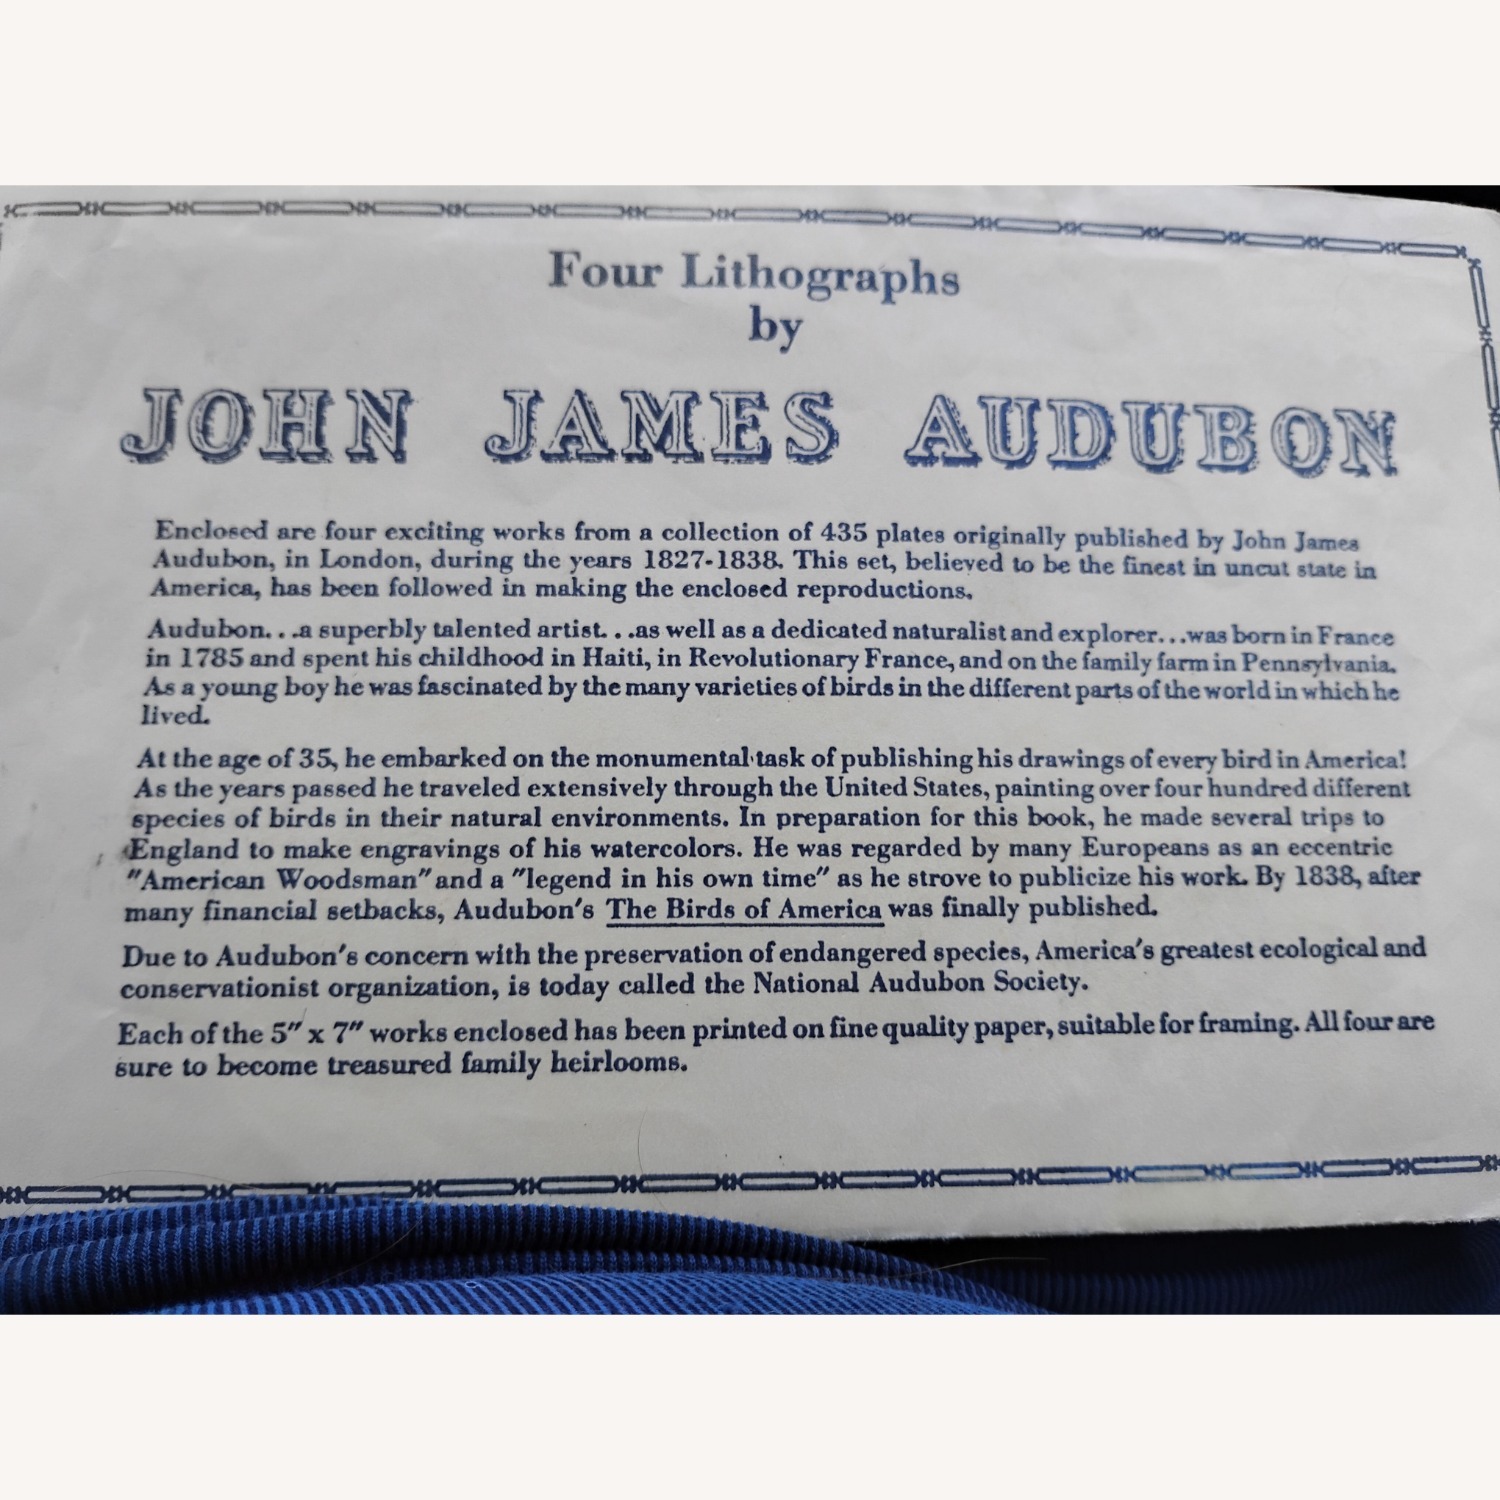 Four Lithographs
by
JOHN JAMES AUDUBON
Enclosed are four exciting works from a collection of 435 plates originally published by John James
Audubon, in London, during the years 1827-1838. This set, believed to be the finest in uncut state in
America, has been followed in making the enclosed reproductions.
Audubon...a superbly talented artist...as well as a dedicated naturalist and explorer...was born in France
in 1785 and spent his childhood in Haiti, in Revolutionary France, and on the family farm in Pennsylvania.
As a young boy he was fascinated by the many varieties of birds in the different parts of the world in which he
lived.
At the age of 35, he embarked on the monumental task of publishing his drawings of every bird in America!
As the years passed he traveled extensively through the United States, painting over four hundred different
species of birds in their natural environments. In preparation for this book, he made several trips to
England to make engravings of his watercolors. He was regarded by many Europeans as an eccentric
"American Woodsman" and a "legend in his own time" as he strove to publicize his work. By 1838, after
many financial setbacks, Audubon's The Birds of America was finally published.
Due to Audubon's concern with the preservation of endangered species, America's greatest ecological and
conservationist organization, is today called the National Audubon Society.
Each of the 5" x 7" works enclosed has been printed on fine quality paper, suitable for framing. All four are
sure to become treasured family heirlooms.